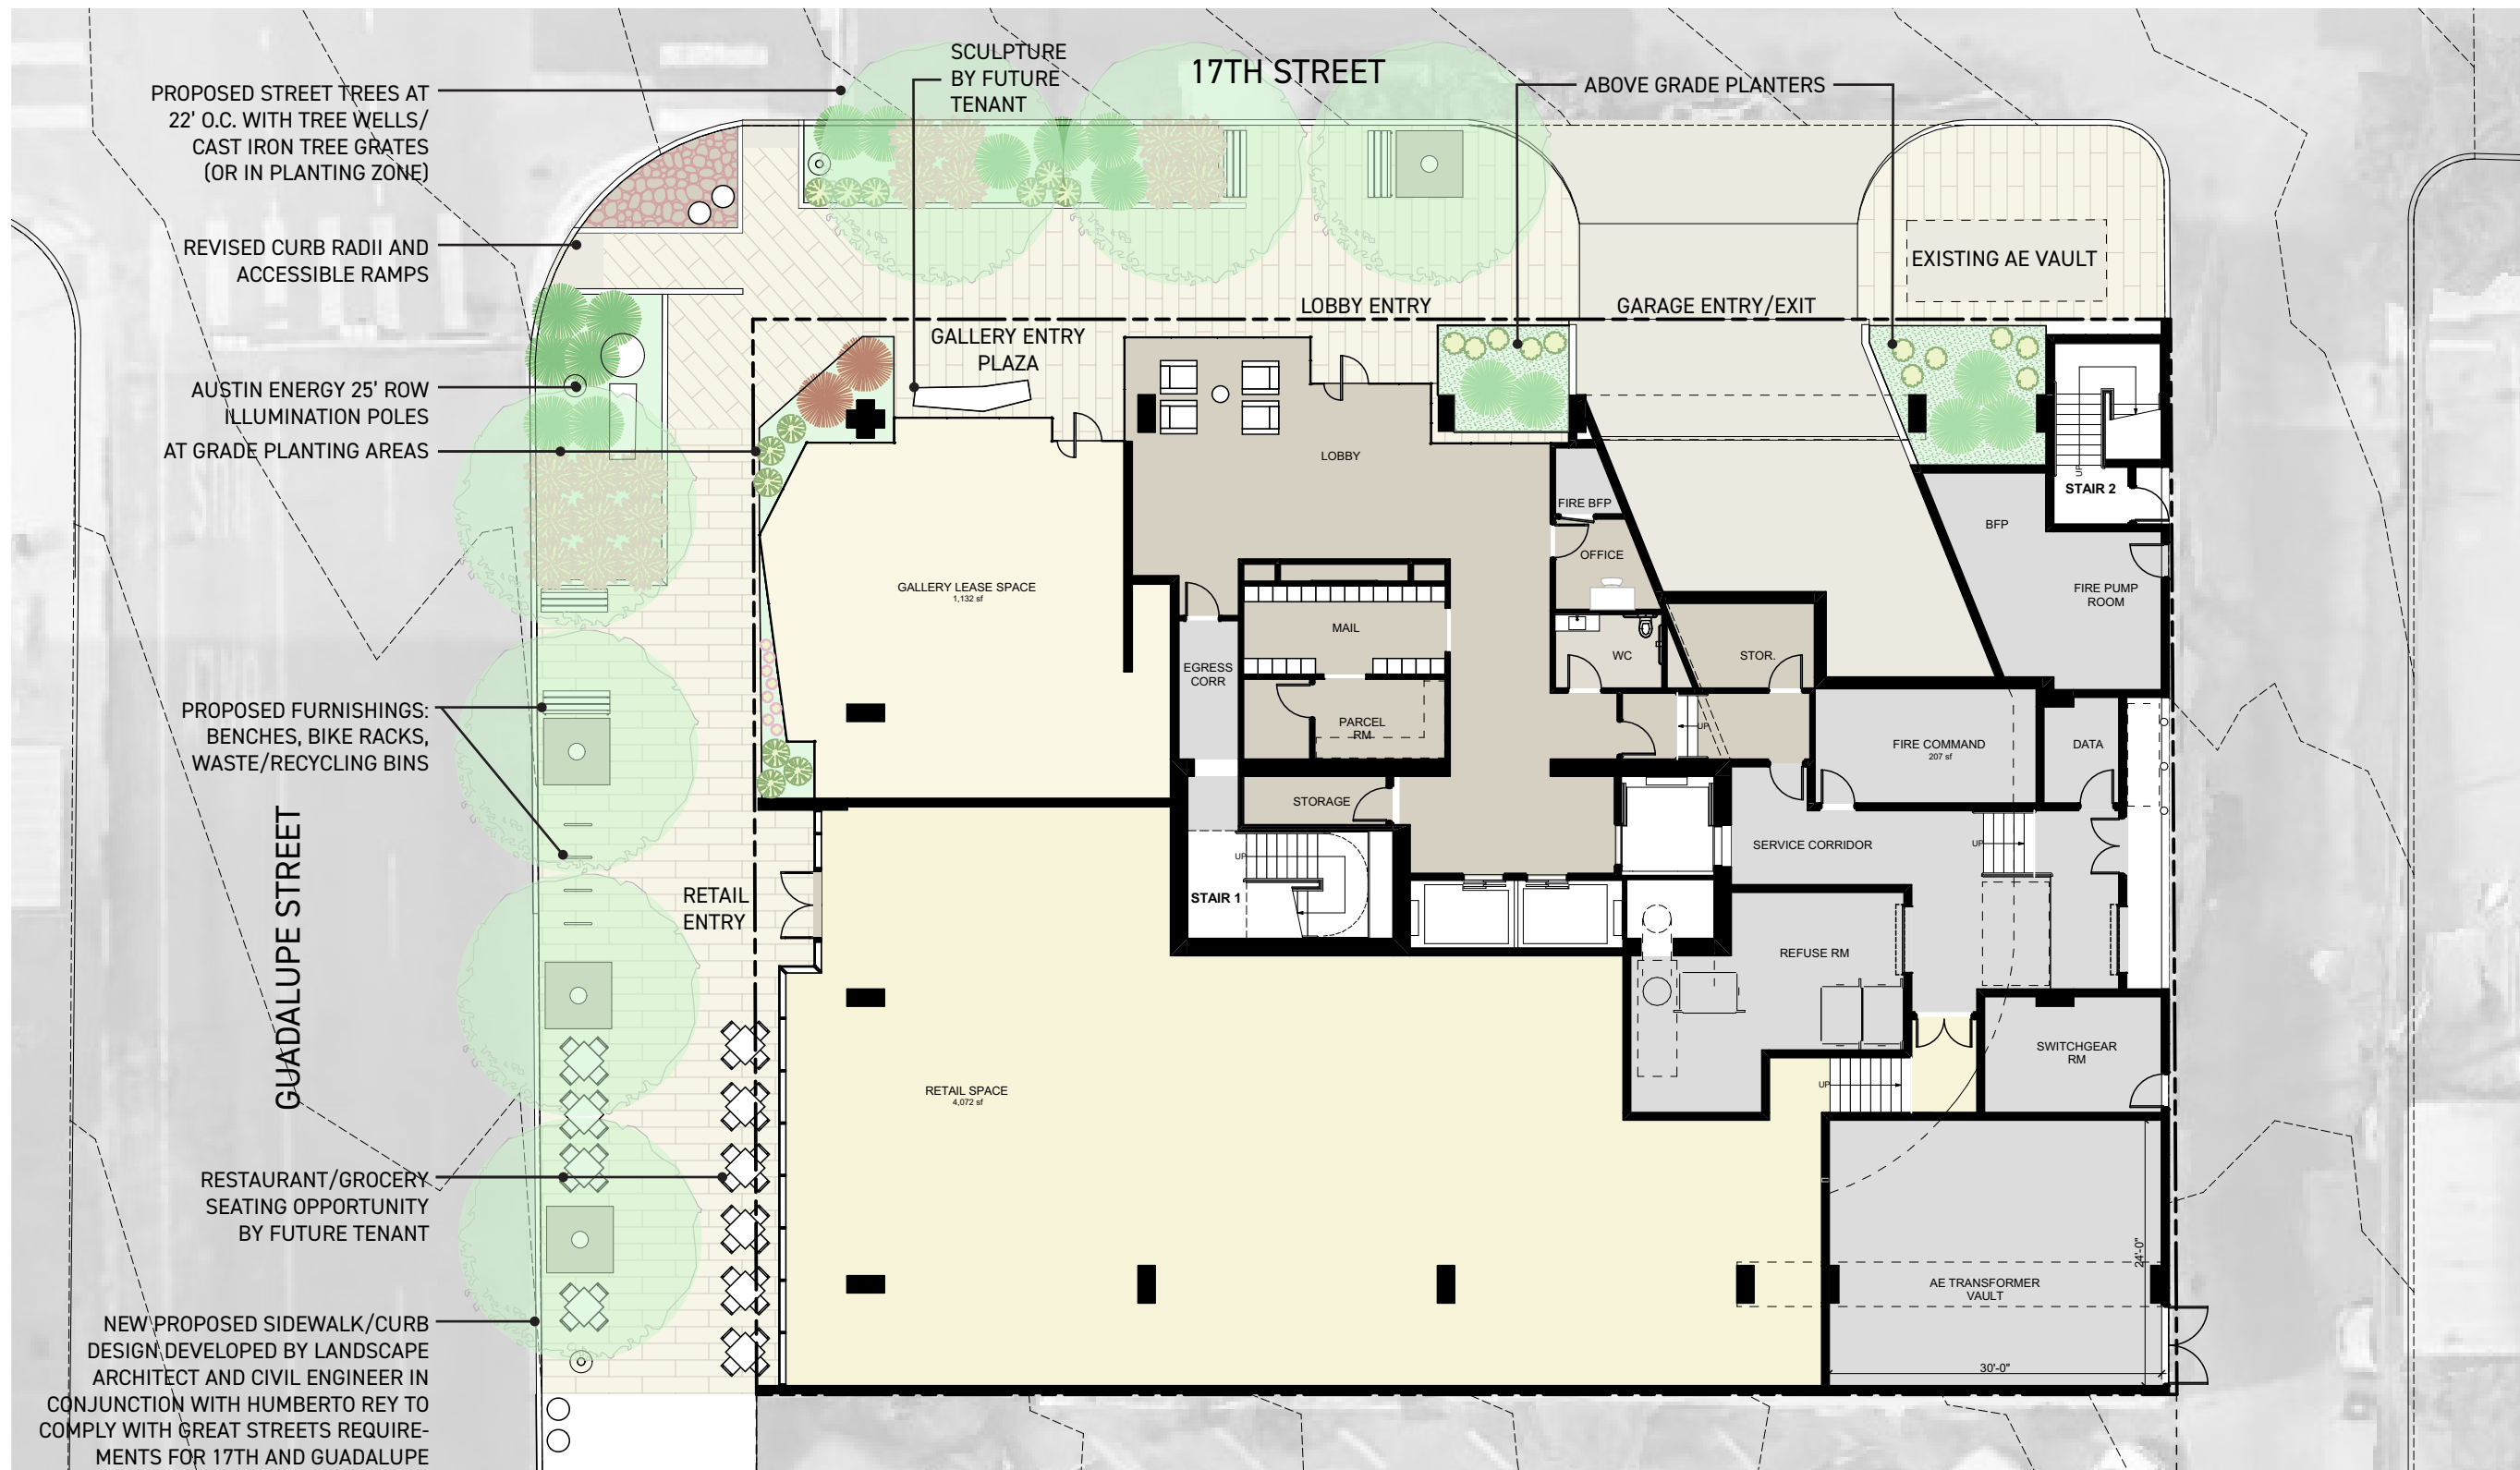 SCULPTURE
BY FUTURE
TENANT
17TH STREET
ABOVE GRADE PLANTERS
PROPOSED STREET TREES AT
22' O.C. WITH TREE WELLS/
CAST IRON TREE GRATES
(OR IN PLANTING ZONE)
REVISED CURB RADII AND
ACCESSIBLE RAMPS
EXISTING AE VAULT
LOBBY ENTRY
GARAGE ENTRY/EXIT
GALLERY ENTRY
PLAZA
AUSTIN ENERGY 25' ROW
ILLUMINATION POLES
AT GRADE PLANTING AREAS
LOBBY
UP
STAIR 2
FIRE BFP
BFP
OFFICE
GALLERY LEASE SPACE
1,132 sf
FIRE PUMP
ROOM
MAIL
WC
STOR.
EGRESS
CORR
PARCEL
RM
UP
PROPOSED FURNISHINGS:
BENCHES, BIKE RACKS,
WASTE/RECYCLING BINS
FIRE COMMAND
207 sf
DATA
STORAGE
GUADALUPE STREET
SERVICE CORRIDOR
UP
UP
STAIR 1
RETAIL
ENTRY
REFUSE RM
SWITCHGEAR
RM
UP
RETAIL SPACE
4,072 sf
RESTAURANT/GROCERY
SEATING OPPORTUNITY
BY FUTURE TENANT
24'-0"
AE TRANSFORMER
VAULT
30'-0"
NEW PROPOSED SIDEWALK/CURB
DESIGN DEVELOPED BY LANDSCAPE
ARCHITECT AND CIVIL ENGINEER IN
CONJUNCTION WITH HUMBERTO REY TO
COMPLY WITH GREAT STREETS REQUIRE-
MENTS FOR 17TH AND GUADALUPE